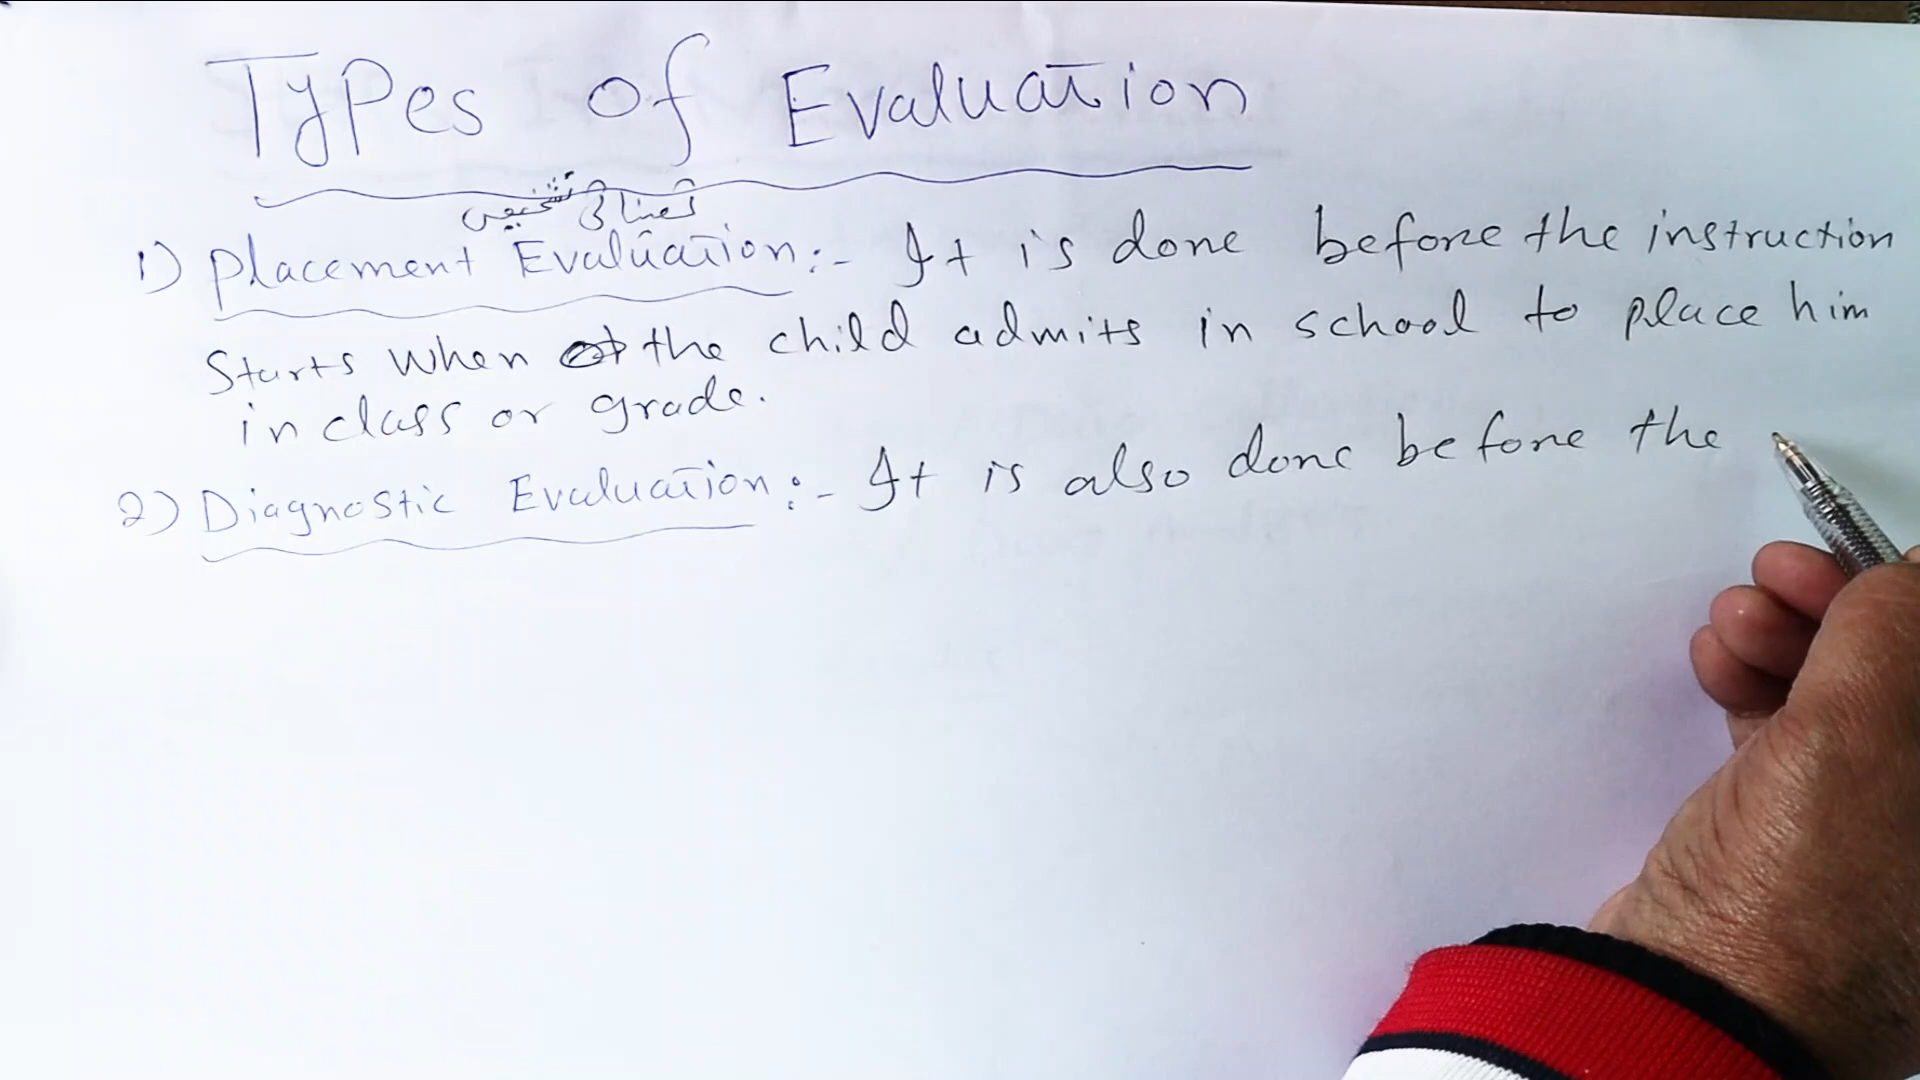 Types of Evaluation
تشخیص
1) Placement Evaluation:- It is done before the instruction
Starts when the child admits in school to place him
in class or grade.
2) Diagnostic Evaluation:- It is also done before the